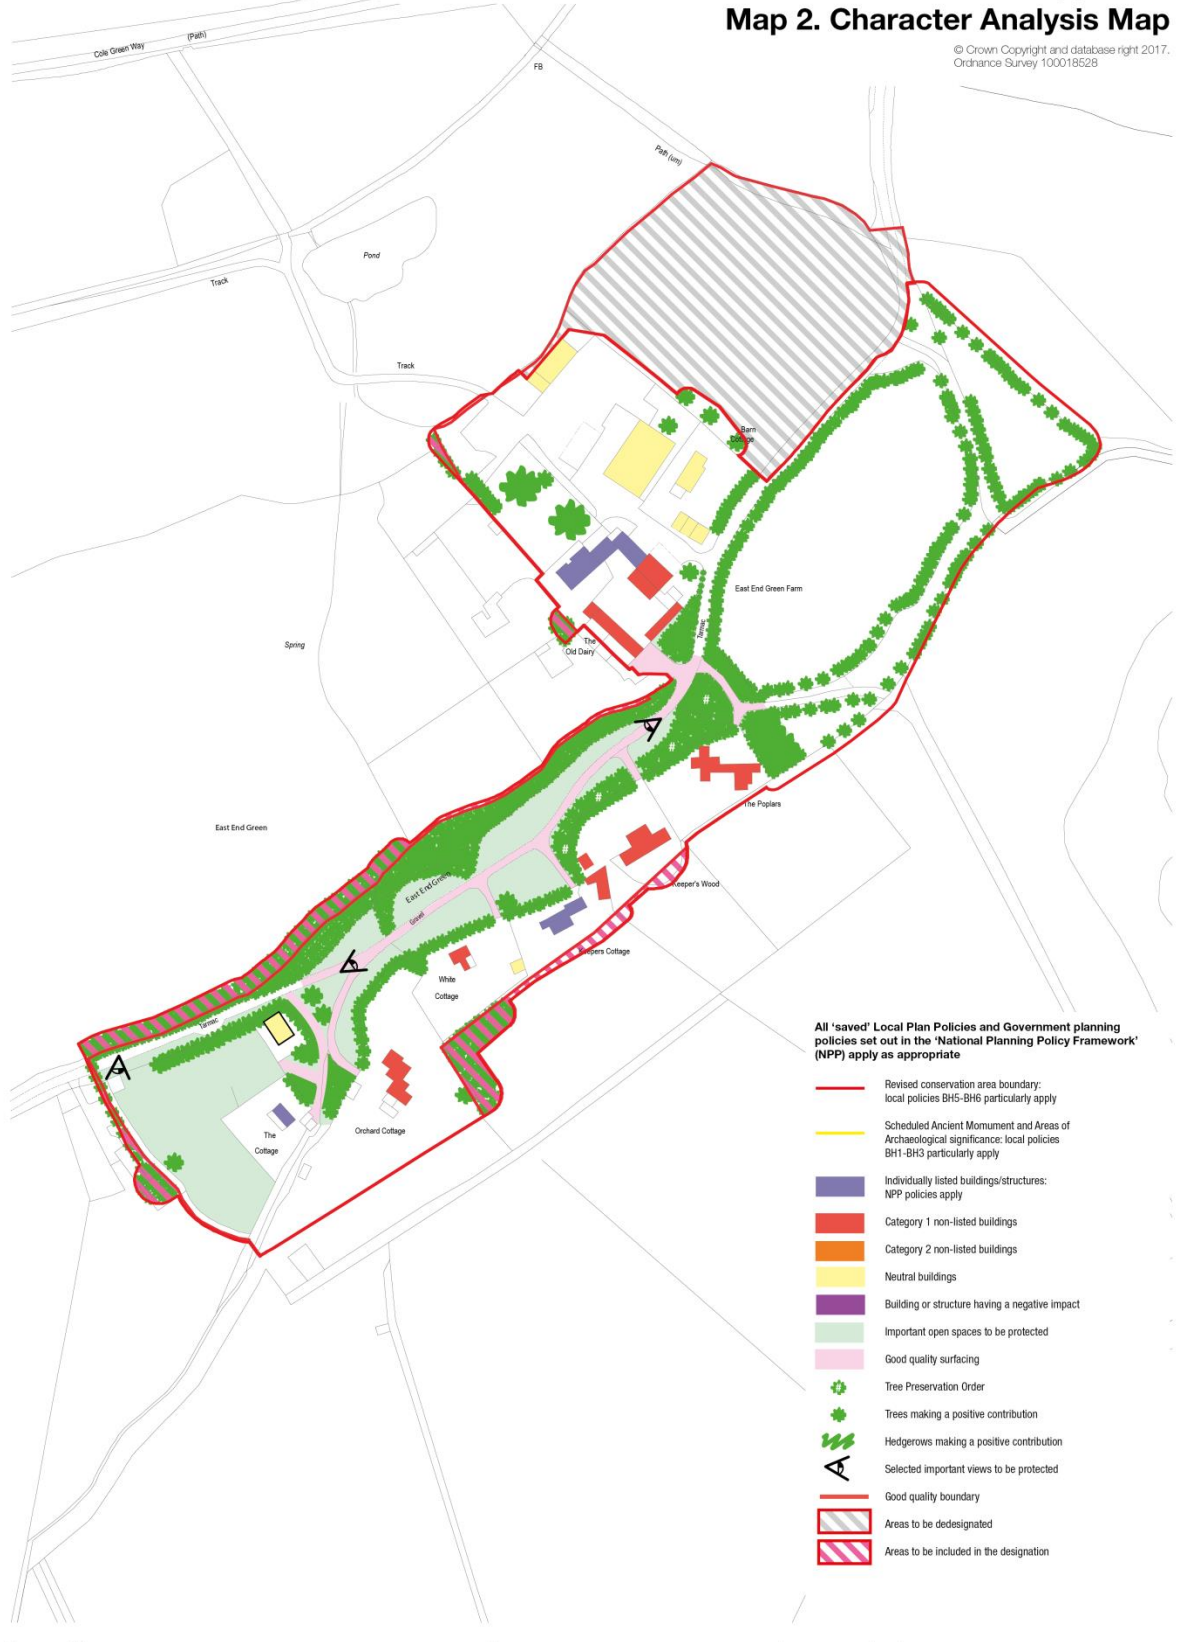 Map 2. Character Analysis Map
© Crown Copyright and database right 2017.
Ordnance Survey 100018528
Cole Green Way
(Path)
FB
Path (um)
Pond
Track
Track
Barn
Cottage
East End Green Farm
Tarmac
Spring
The
Old Dairy
The Poplars
East End Green
East End Green
Gravel
Keeper's Wood
Keepers Cottage
White
Cottage
Tarmac
Orchard Cottage
The
Cottage
All ‘saved’ Local Plan Policies and Government planning
policies set out in the ‘National Planning Policy Framework’
(NPP) apply as appropriate
Revised conservation area boundary:
local policies BH5-BH6 particularly apply
Scheduled Ancient Momument and Areas of
Archaeological significance: local policies
BH1-BH3 particularly apply
Individually listed buildings/structures:
NPP policies apply
Category 1 non-listed buildings
Category 2 non-listed buildings
Neutral buildings
Building or structure having a negative impact
Important open spaces to be protected
Good quality surfacing
# Tree Preservation Order
Trees making a positive contribution
Hedgerows making a positive contribution
Selected important views to be protected
Good quality boundary
Areas to be dedesignated
Areas to be included in the designation
#
#
#
#